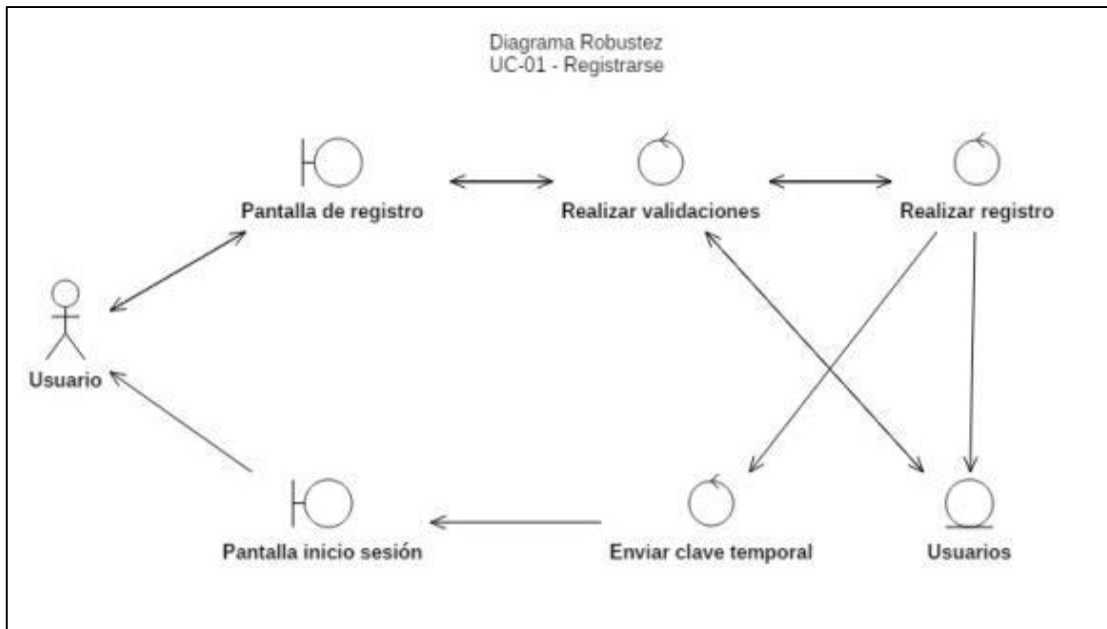 Diagrama Robustez
UC-01 - Registrarse
Pantalla de registro
Realizar validaciones
Realizar registro
Usuario
Pantalla inicio sesión
Enviar clave temporal
Usuarios